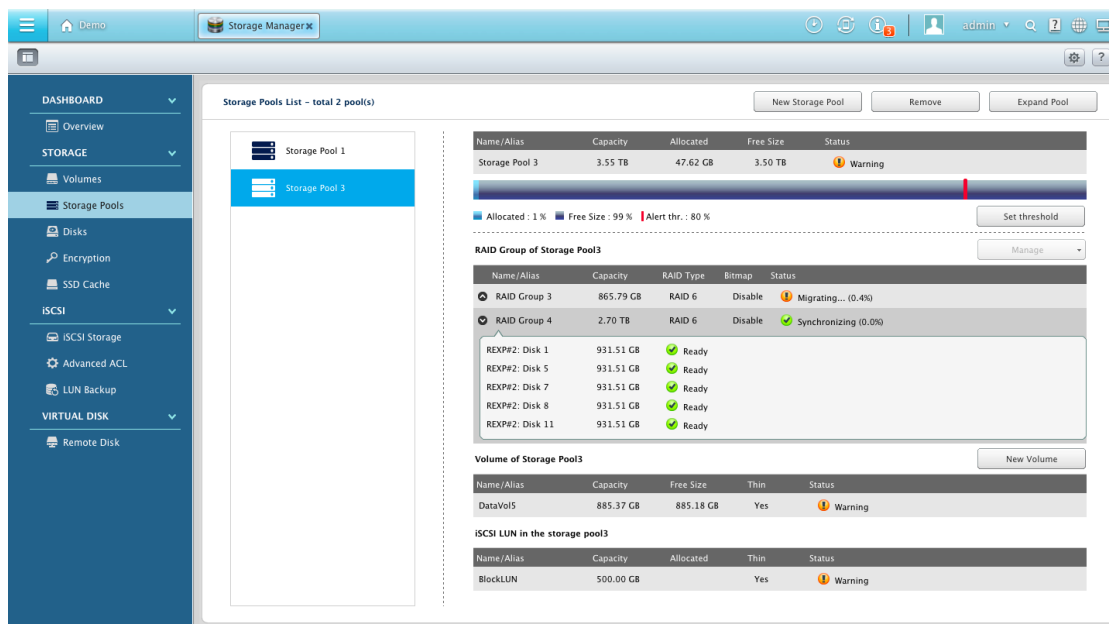 Demo
Storage Manager x
3
admin
?
?
DASHBOARD
Overview
STORAGE
Volumes
Storage Pools
Disks
Encryption
SSD Cache
iSCSI
iSCSI Storage
Advanced ACL
LUN Backup
VIRTUAL DISK
Remote Disk
Storage Pools List - total 2 pool(s)
New Storage Pool Remove Expand Pool
Storage Pool 1
Storage Pool 3
Name/Alias Capacity Allocated Free Size Status
Storage Pool 3 3.55 TB 47.62 GB 3.50 TB Warning
Allocated : 1 % Free Size : 99 % Alert thr. : 80 %
Set threshold
RAID Group of Storage Pool3
Manage
Name/Alias Capacity RAID Type Bitmap Status
RAID Group 3 865.79 GB RAID 6 Disable Migrating... (0.4%)
RAID Group 4 2.70 TB RAID 6 Disable Synchronizing (0.0%)
REXP#2: Disk 1 931.51 GB Ready
REXP#2: Disk 5 931.51 GB Ready
REXP#2: Disk 7 931.51 GB Ready
REXP#2: Disk 8 931.51 GB Ready
REXP#2: Disk 11 931.51 GB Ready
Volume of Storage Pool3
New Volume
Name/Alias Capacity Free Size Thin Status
DataVol5 885.37 GB 885.18 GB Yes Warning
iSCSI LUN in the storage pool3
Name/Alias Capacity Allocated Thin Status
BlockLUN 500.00 GB Yes Warning